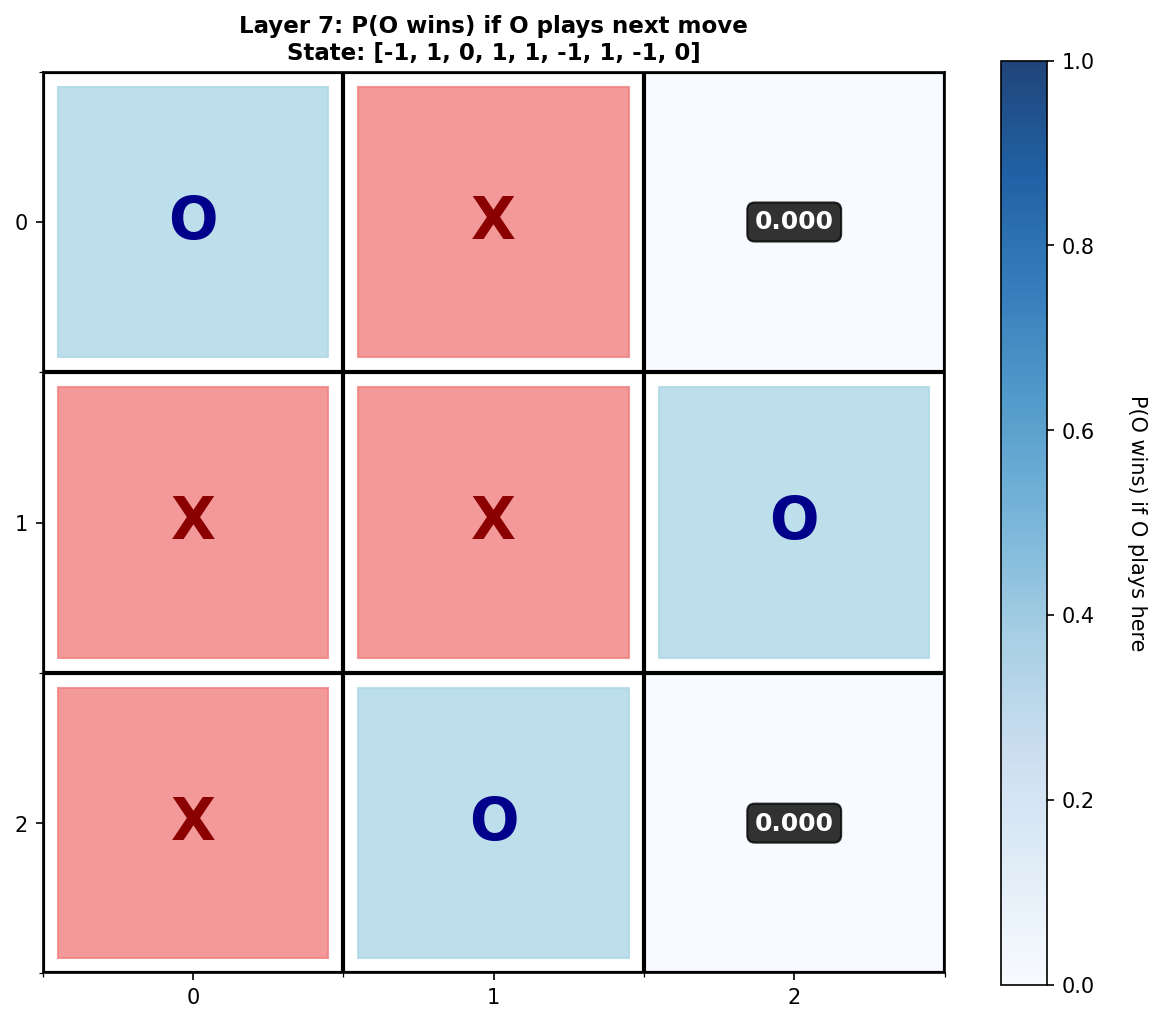 Layer 7: P(O wins) if O plays next move
State: [-1, 1, 0, 1, 1, -1, 1, -1, 0]
O X 0.000
X X O
X O 0.000
0
1
2
0 1 2
1.0
0.8
0.6
0.4
0.2
0.0
P(O wins) if O plays here